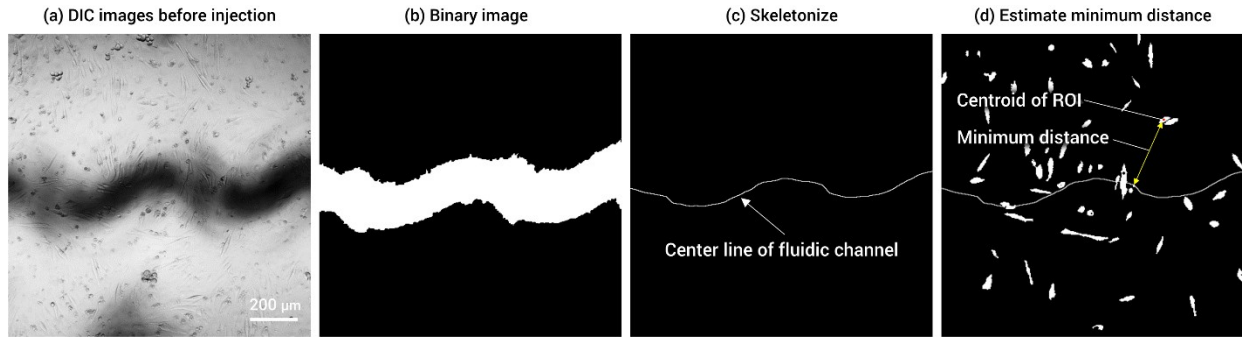 (a) DIC images before injection
(b) Binary image
(c) Skeletonize
(d) Estimate minimum distance
200 μm
Center line of fluidic channel
Centroid of ROI
Minimum distance